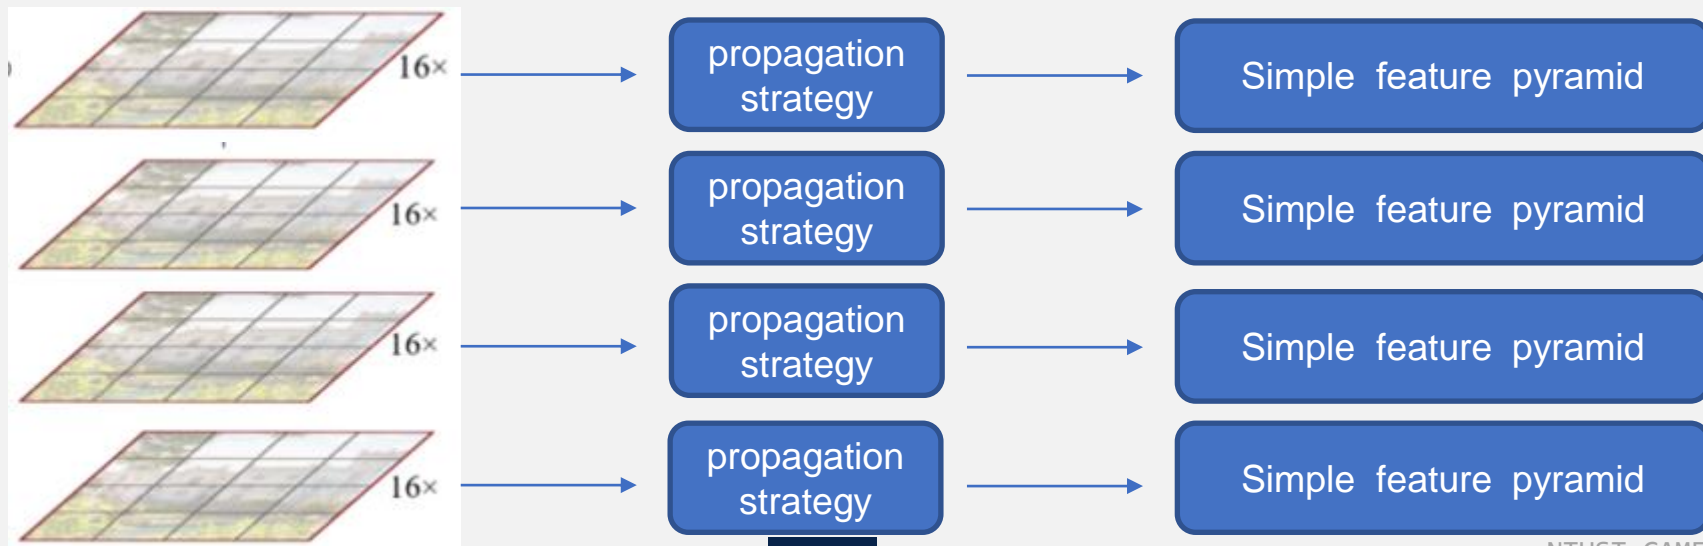 16×
propagation
strategy
Simple feature pyramid
16×
propagation
strategy
Simple feature pyramid
16×
propagation
strategy
Simple feature pyramid
16×
propagation
strategy
Simple feature pyramid